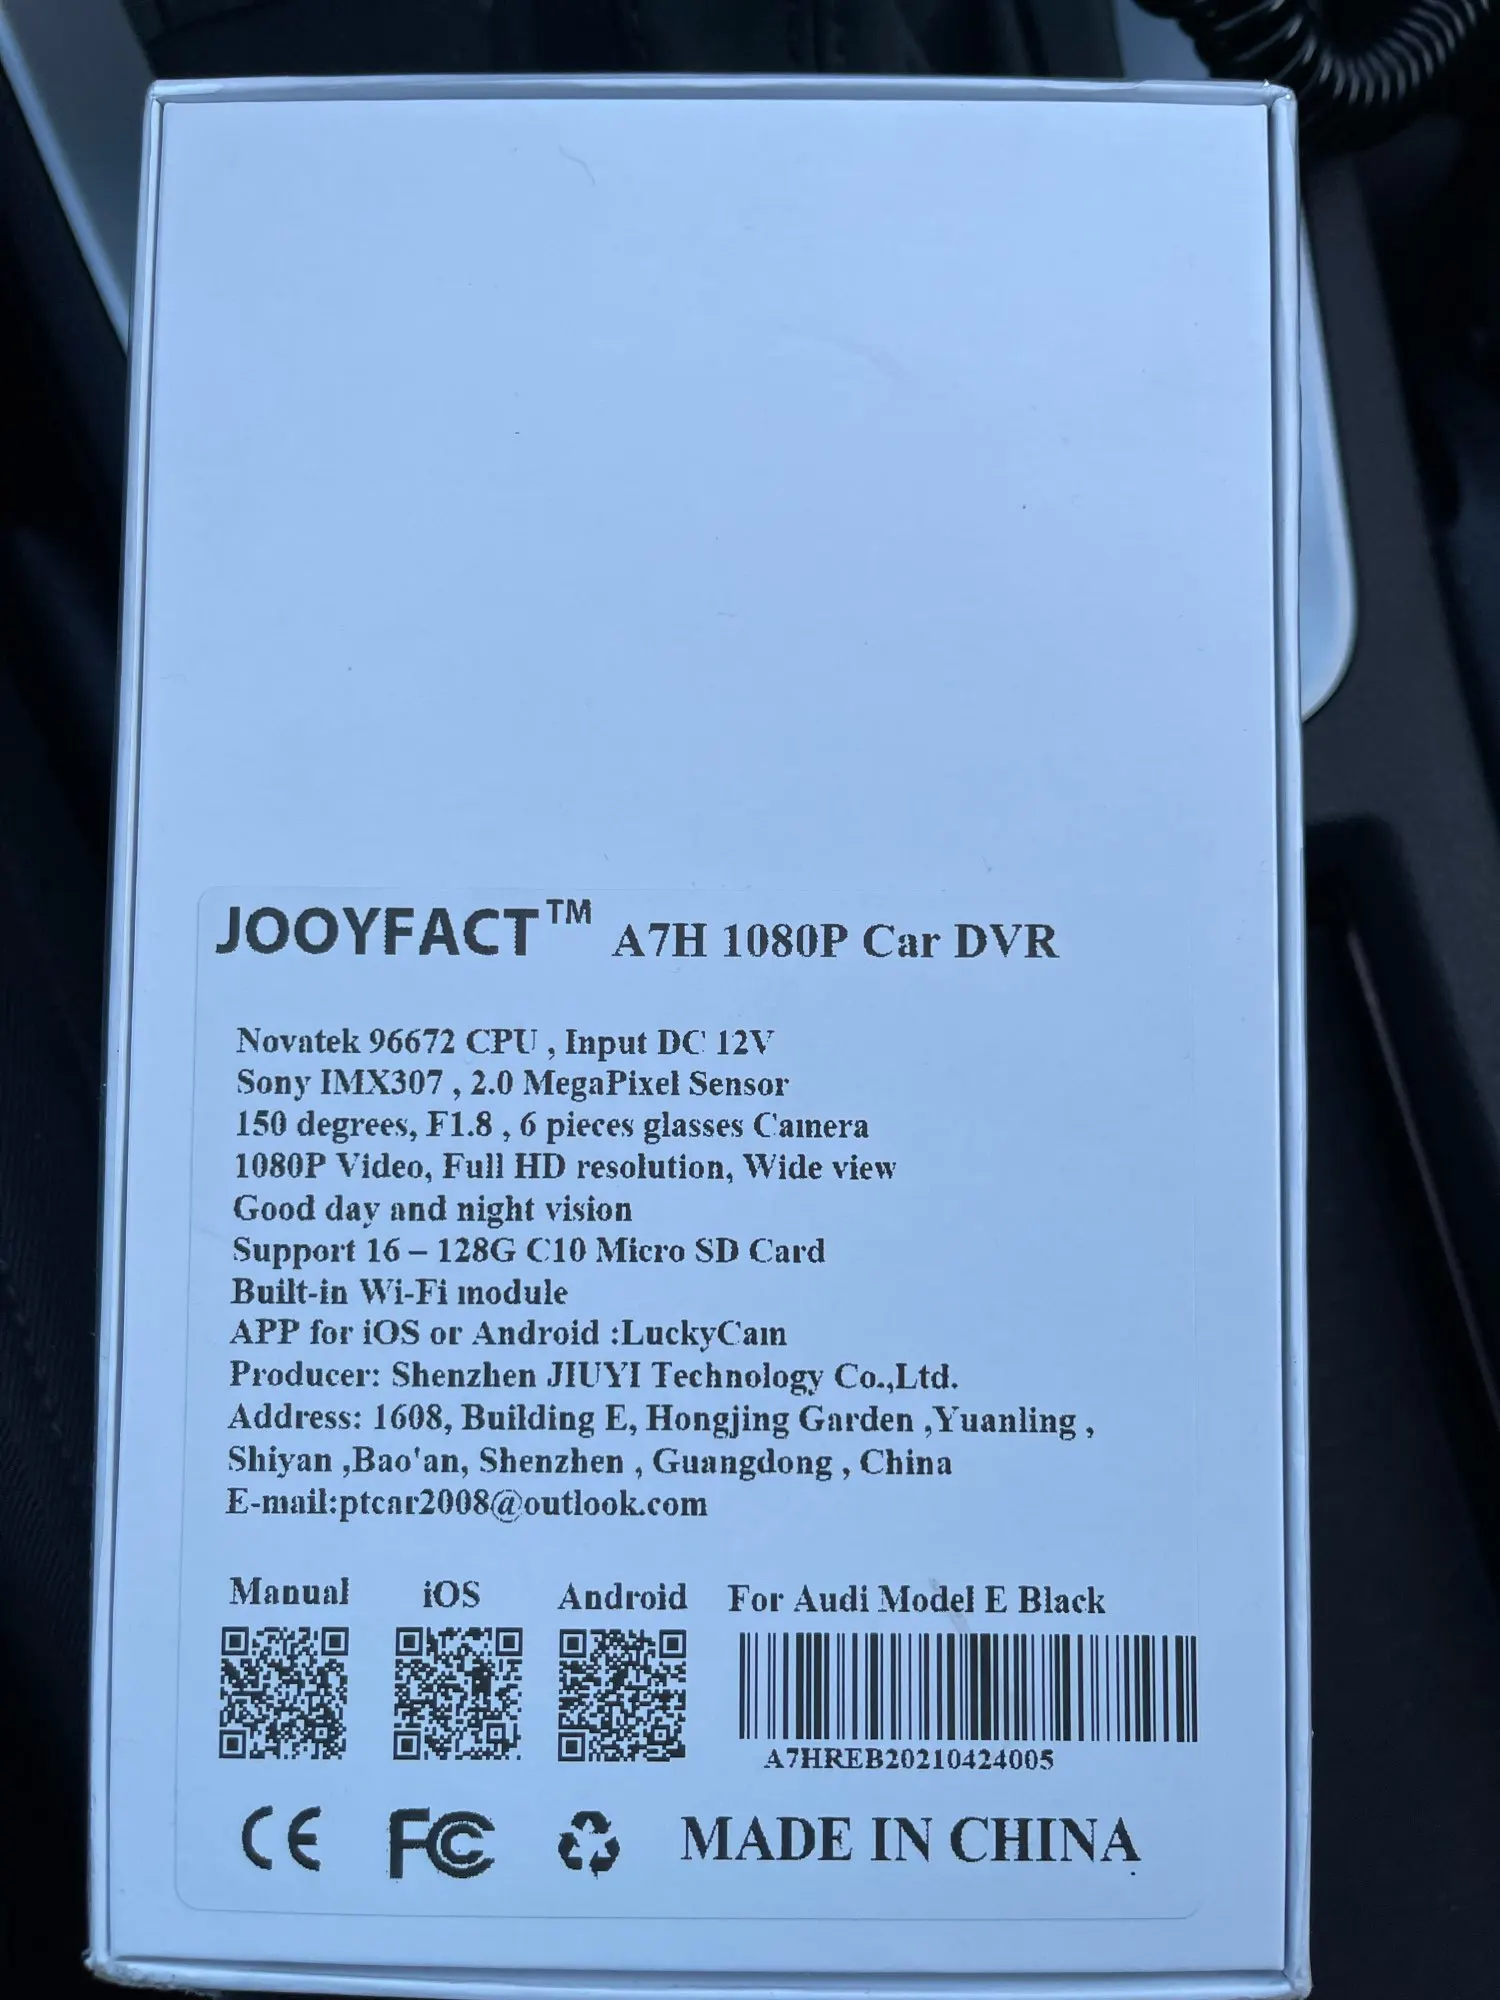 JOOYFACT™ A7H 1080P Car DVR
Novatek 96672 CPU , Input DC 12V
Sony IMX307 , 2.0 MegaPixel Sensor
150 degrees, F1.8 , 6 pieces glasses Camera
1080P Video, Full HD resolution, Wide view
Good day and night vision
Support 16 – 128G C10 Micro SD Card
Built-in Wi-Fi module
APP for iOS or Android :LuckyCam
Producer: Shenzhen JIUYI Technology Co.,Ltd.
Address: 1608, Building E, Hongjing Garden ,Yuanling ,
Shiyan ,Bao'an, Shenzhen , Guangdong , China
E-mail:ptcar2008@outlook.com
Manual iOS Android For Audi Model E Black
A7HREB20210424005
CE FC MADE IN CHINA